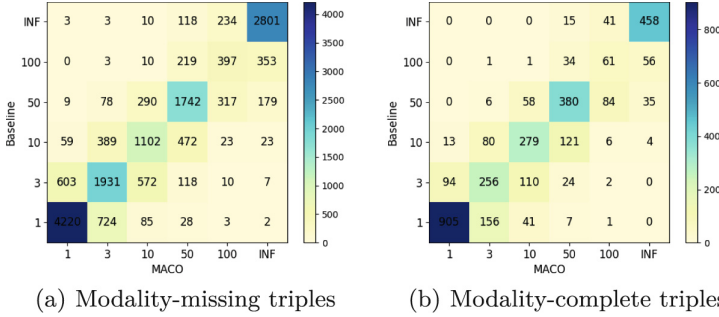 INF 3 3 10 118 234 2801
100 0 3 10 219 397 353
50 9 78 290 1742 317 179
10 59 389 1102 472 23 23
3 603 1931 572 118 10 7
1 4220 724 85 28 3 2
1 3 10 50 100 INF
MACO
Baseline
4000
3500
3000
2500
2000
1500
1000
500
0
(a) Modality-missing triples
INF 0 0 0 15 41 458
100 0 1 1 34 61 56
50 0 6 58 380 84 35
10 13 80 279 121 6 4
3 94 256 110 24 2 0
1 905 156 41 7 1 0
1 3 10 50 100 INF
MACO
Baseline
800
600
400
200
0
(b) Modality-complete triples